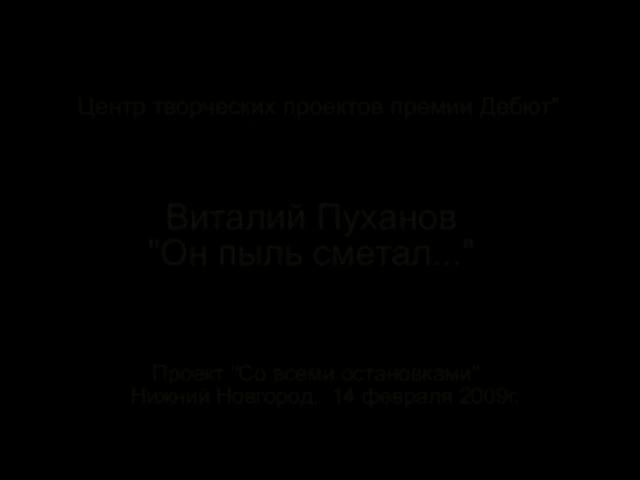 Центр творческих проектов премии Дебют"
Виталий Пуханов
"Он пыль сметал..."
Проект "Со всеми остановками"
Нижний Новгород, 14 февраля 2009г.